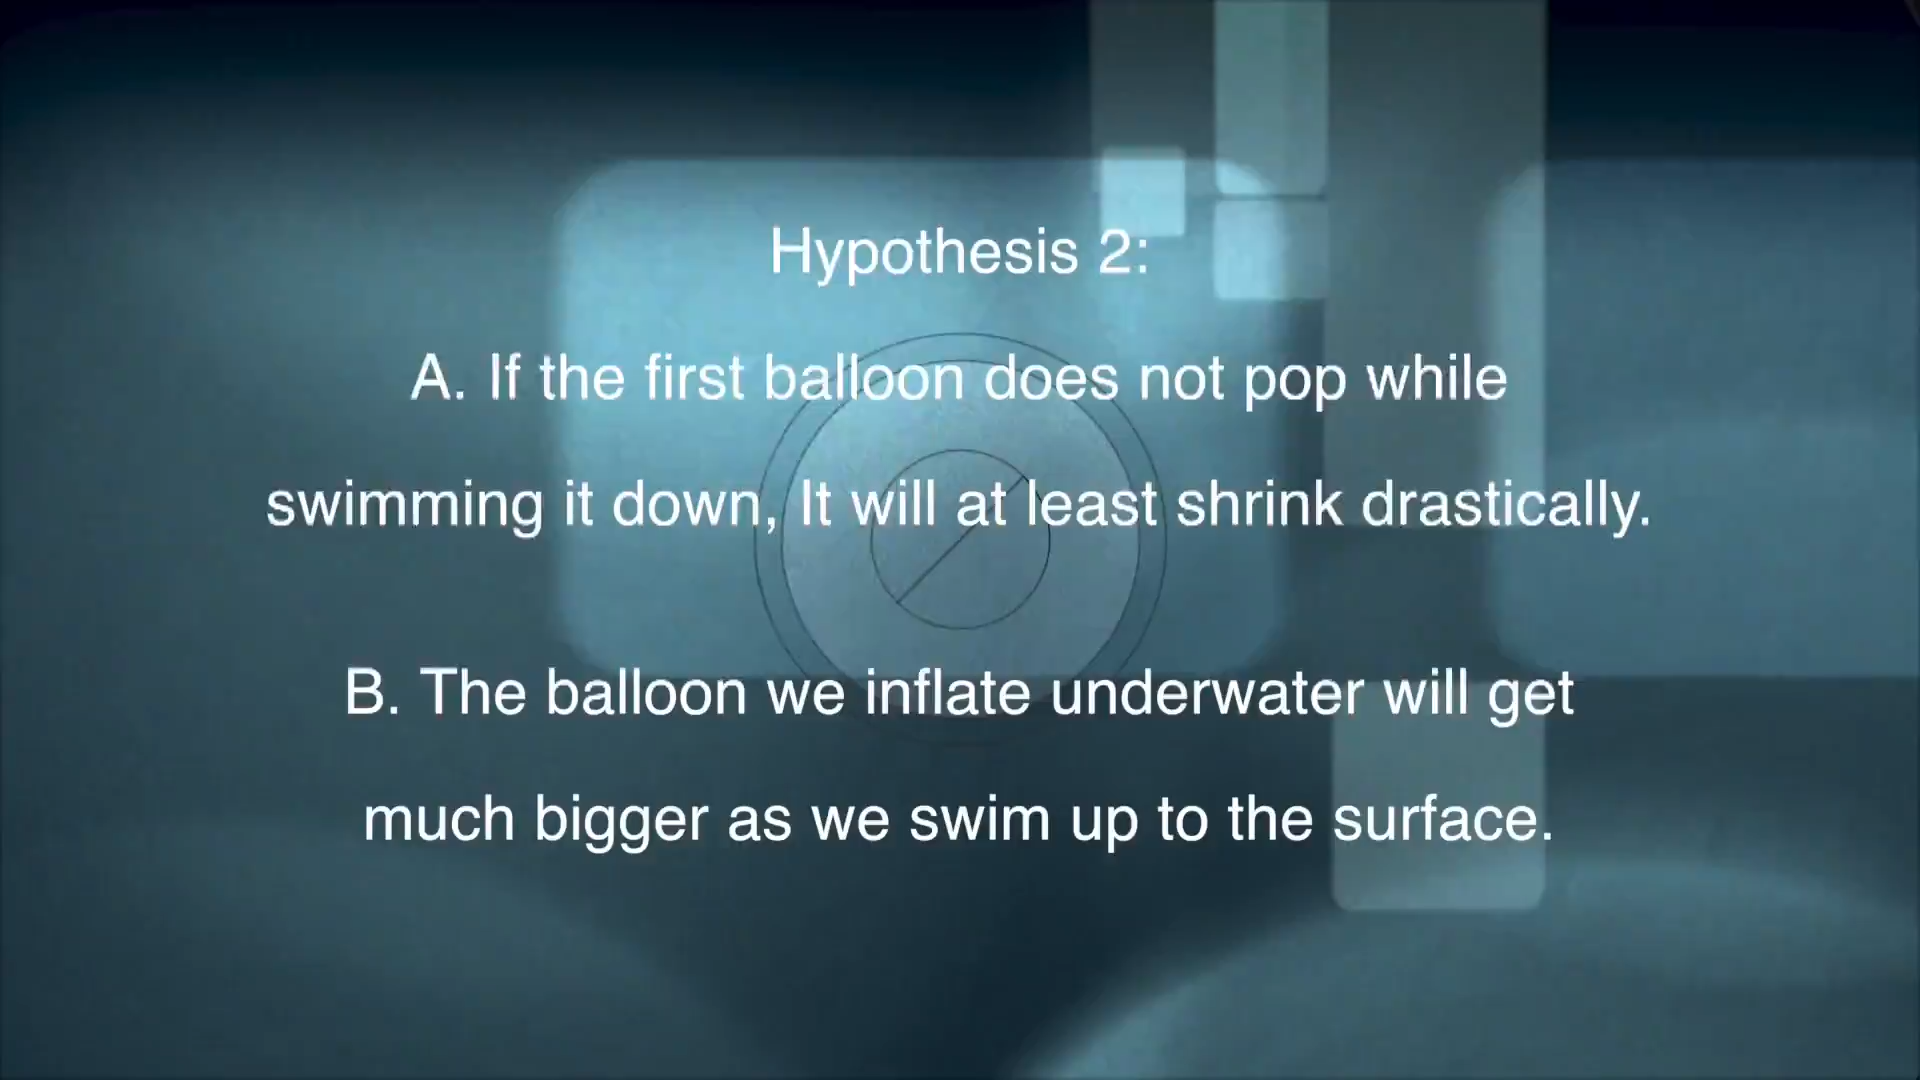 Hypothesis 2:
A. If the first balloon does not pop while
swimming it down, It will at least shrink drastically.
B. The balloon we inflate underwater will get
much bigger as we swim up to the surface.